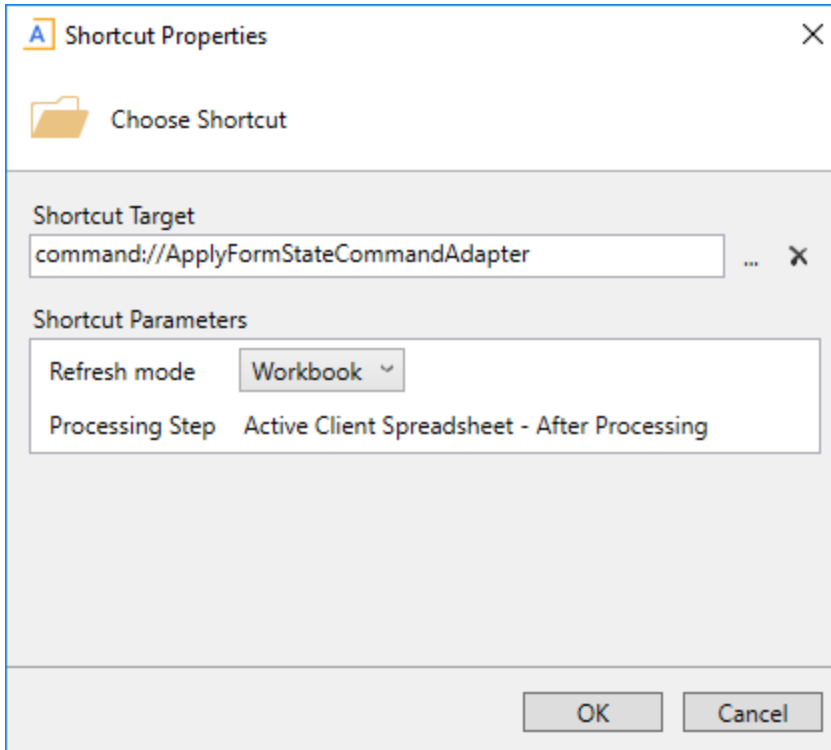 A Shortcut Properties
Choose Shortcut
Shortcut Target
command://ApplyFormStateCommandAdapter ...
Shortcut Parameters
Refresh mode Workbook
Processing Step Active Client Spreadsheet - After Processing
OK Cancel